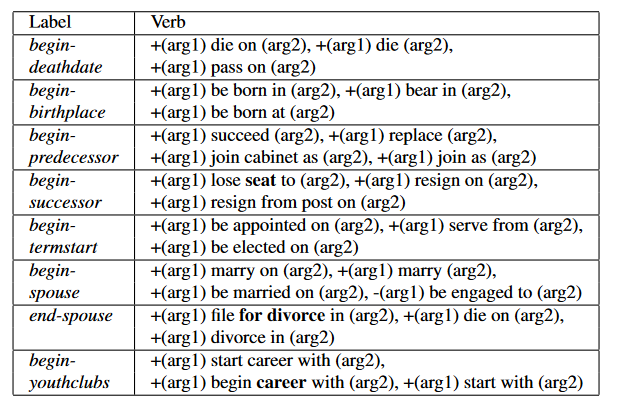 Label Verb
begin- +(arg1) die on (arg2), +(arg1) die (arg2),
deathdate +(arg1) pass on (arg2)
begin- +(arg1) be born in (arg2), +(arg1) bear in (arg2),
birthplace +(arg1) be born at (arg2)
begin- +(arg1) succeed (arg2), +(arg1) replace (arg2),
predecessor +(arg1) join cabinet as (arg2), +(arg1) join as (arg2)
begin- +(arg1) lose seat to (arg2), +(arg1) resign on (arg2),
successor +(arg1) resign from post on (arg2)
begin- +(arg1) be appointed on (arg2), +(arg1) serve from (arg2),
termstart +(arg1) be elected on (arg2)
begin- +(arg1) marry on (arg2), +(arg1) marry (arg2),
spouse +(arg1) be married on (arg2), -(arg1) be engaged to (arg2)
end-spouse +(arg1) file for divorce in (arg2), +(arg1) die on (arg2),
+(arg1) divorce in (arg2)
begin- +(arg1) start career with (arg2),
youthclubs +(arg1) begin career with (arg2), +(arg1) start with (arg2)